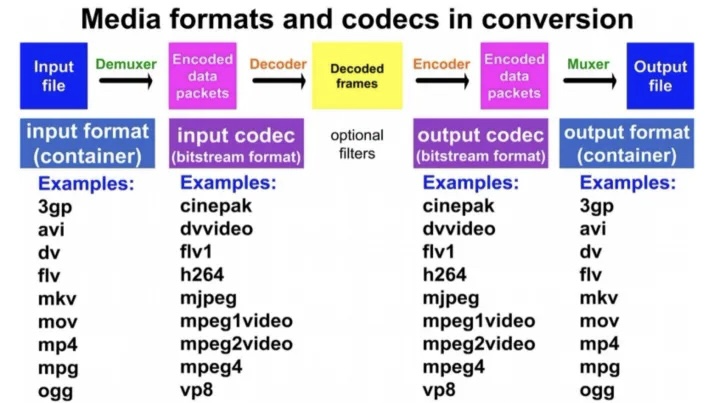 Media formats and codecs in conversion
Input
file
Demuxer
Encoded
data
packets
Decoder
Decoded
frames
Encoder
Encoded
data
packets
Muxer
Output
file
input format
(container)
input codec
(bitstream format)
optional
filters
output codec
(bitstream format)
output format
(container)
Examples:
3gp
avi
dv
flv
mkv
mov
mp4
mpg
ogg
Examples:
cinepak
dvvideo
flv1
h264
mjpeg
mpeg1video
mpeg2video
mpeg4
vp8
Examples:
cinepak
dvvideo
flv1
h264
mjpeg
mpeg1video
mpeg2video
mpeg4
vp8
Examples:
3gp
avi
dv
flv
mkv
mov
mp4
mpg
ogg